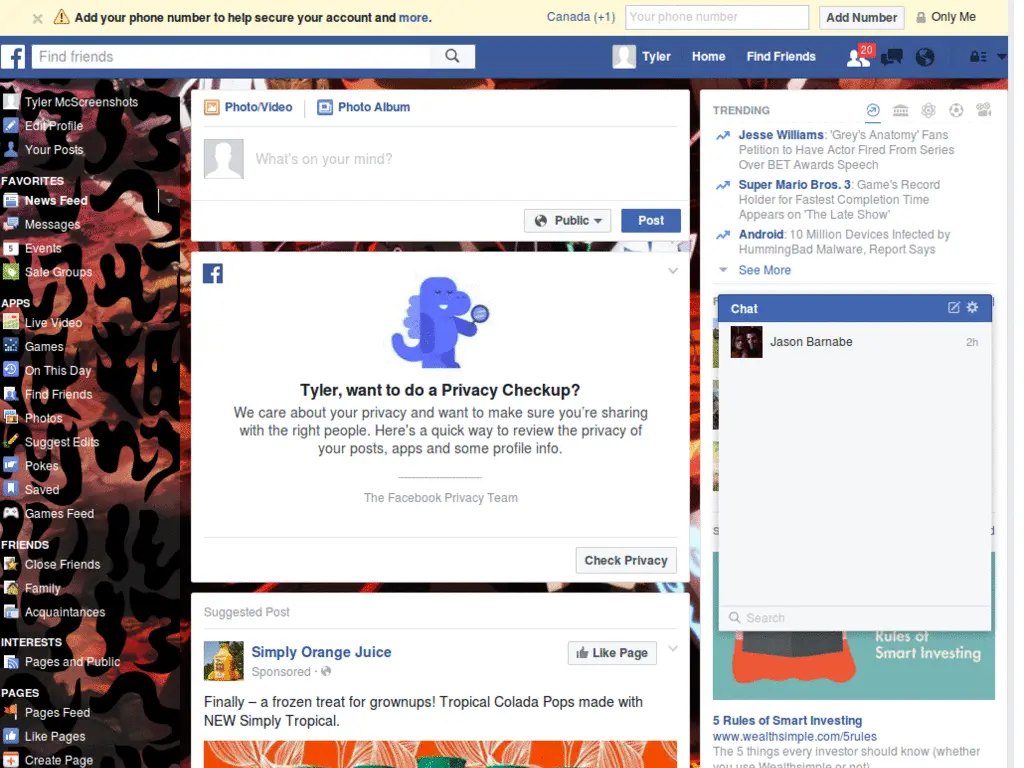 Add your phone number to help secure your account and more.
Canada (+1)
Your phone number
Add Number
Only Me
Find friends
Tyler
Home
Find Friends
20
Tyler McScreenshots
Edit Profile
Your Posts
FAVORITES
News Feed
Messages
Events
Sale Groups
APPS
Live Video
Games
On This Day
Find Friends
Photos
Suggest Edits
Pokes
Saved
Games Feed
FRIENDS
Close Friends
Family
Acquaintances
INTERESTS
Pages and Public
PAGES
Pages Feed
Like Pages
Create Page
Photo/Video
Photo Album
What's on your mind?
Public
Post
Tyler, want to do a Privacy Checkup?
We care about your privacy and want to make sure you're sharing
with the right people. Here's a quick way to review the privacy of
your posts, apps and some profile info.
The Facebook Privacy Team
Check Privacy
Suggested Post
Simply Orange Juice
Sponsored ·
Like Page
Finally – a frozen treat for grownups! Tropical Colada Pops made with
NEW Simply Tropical.
TRENDING
Jesse Williams: 'Grey's Anatomy' Fans
Petition to Have Actor Fired From Series
Over BET Awards Speech
Super Mario Bros. 3: Game's Record
Holder for Fastest Completion Time
Appears on 'The Late Show'
Android: 10 Million Devices Infected by
HummingBad Malware, Report Says
See More
Chat
Jason Barnabe
2h
Search
Rules of
Smart Investing
5 Rules of Smart Investing
www.wealthsimple.com/5rules
The 5 things every investor should know (whether
you use Wealthsimple or not)